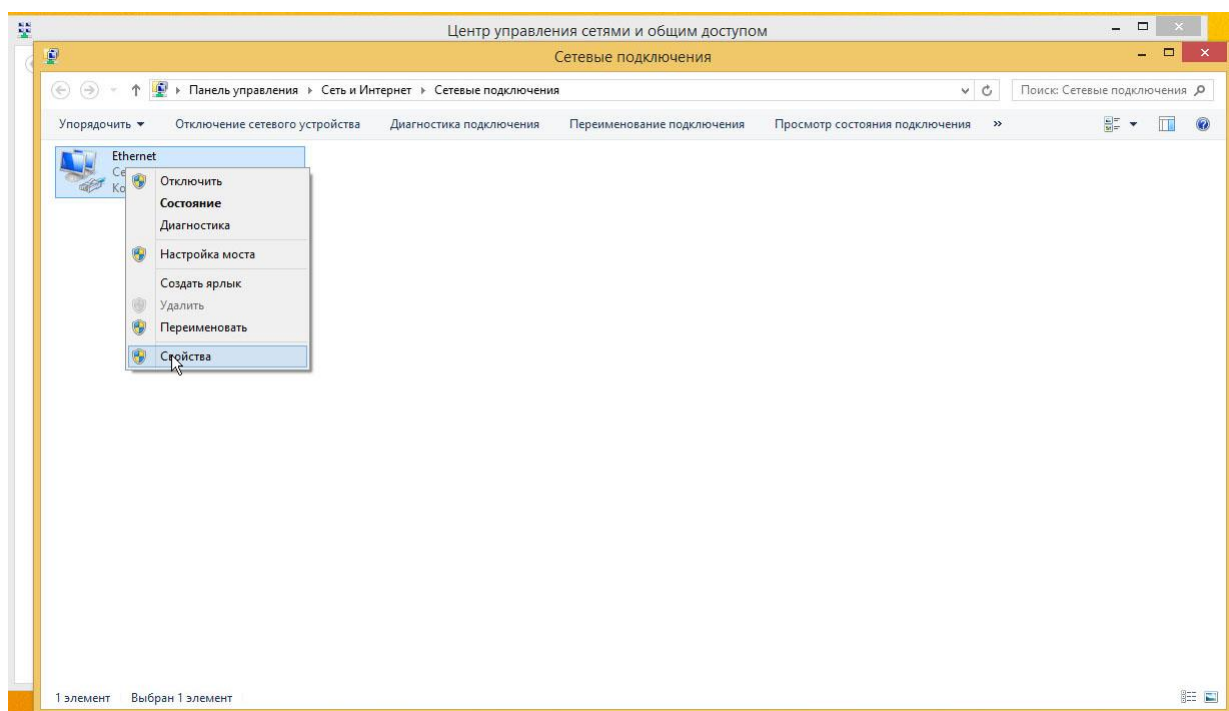 Центр управления сетями и общим доступом
Сетевые подключения
Панель управления Сеть и Интернет Сетевые подключения
Поиск: Сетевые подключения
Упорядочить Отключение сетевого устройства Диагностика подключения Переименование подключения Просмотр состояния подключения »
Ethernet
Се
Ко
Отключить
Состояние
Диагностика
Настройка моста
Создать ярлык
Удалить
Переименовать
Свойства
1 элемент Выбран 1 элемент